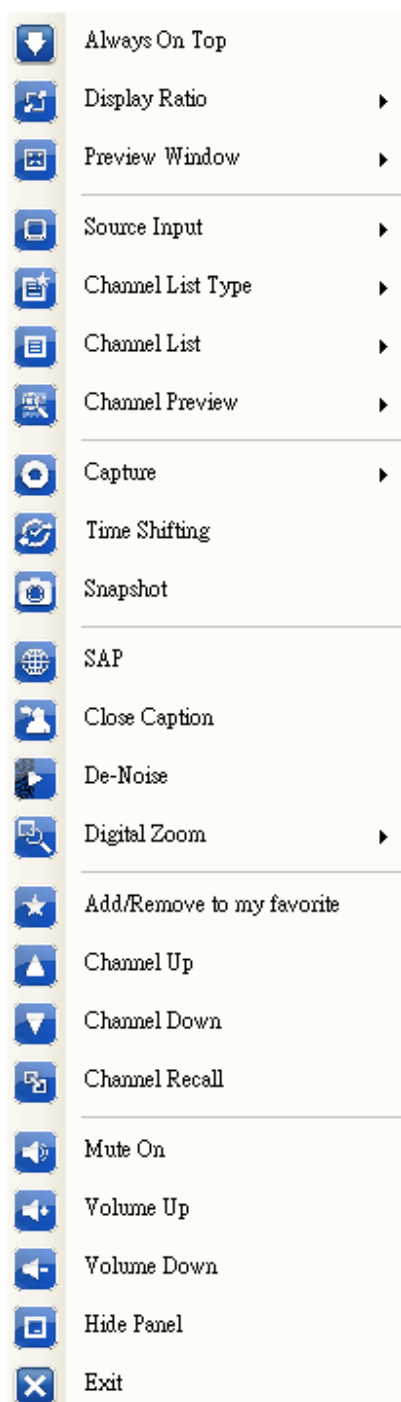 Always On Top
Display Ratio
Preview Window
Source Input
Channel List Type
Channel List
Channel Preview
Capture
Time Shifting
Snapshot
SAP
Close Caption
De-Noise
Digital Zoom
Add/Remove to my favorite
Channel Up
Channel Down
Channel Recall
Mute On
Volume Up
Volume Down
Hide Panel
Exit